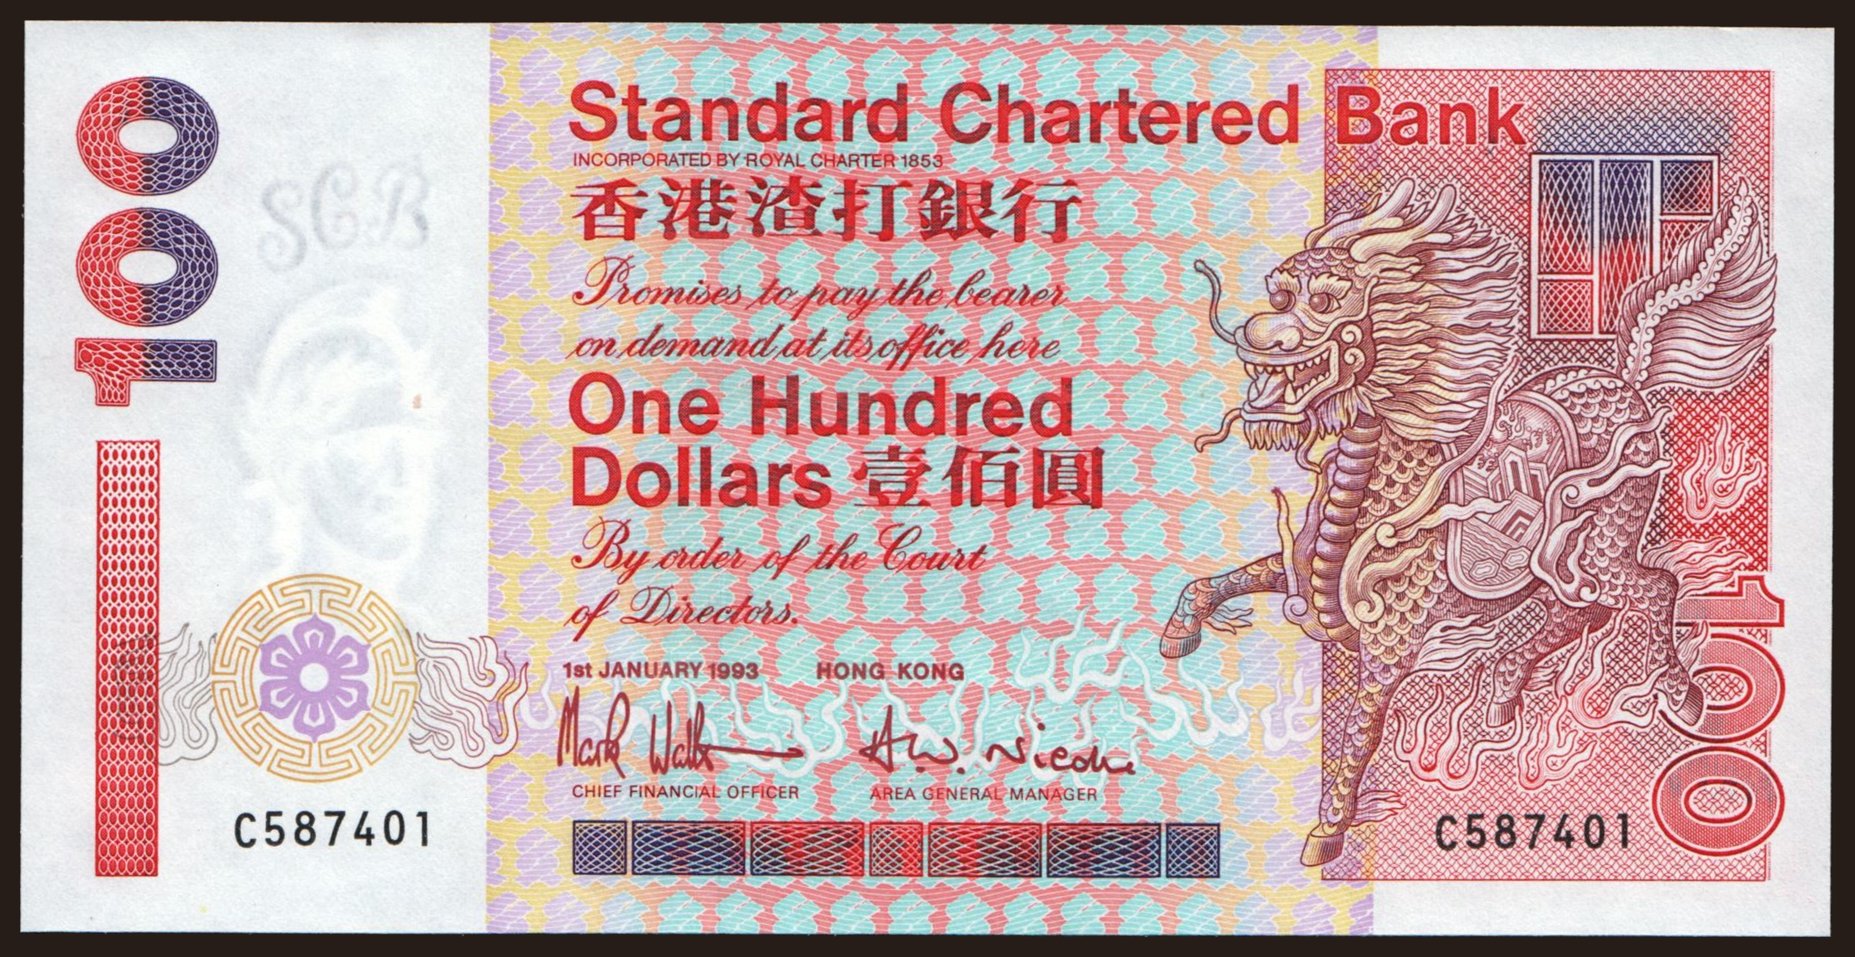 100
SCB
Standard Chartered Bank
INCORPORATED BY ROYAL CHARTER 1853
香港渣打銀行
Promises to pay the bearer
on demand at its office here
One Hundred
Dollars 壹佰圓
By order of the Court
of Directors.
1st JANUARY 1993 HONG KONG
CHIEF FINANCIAL OFFICER AREA GENERAL MANAGER
C587401 C587401
100